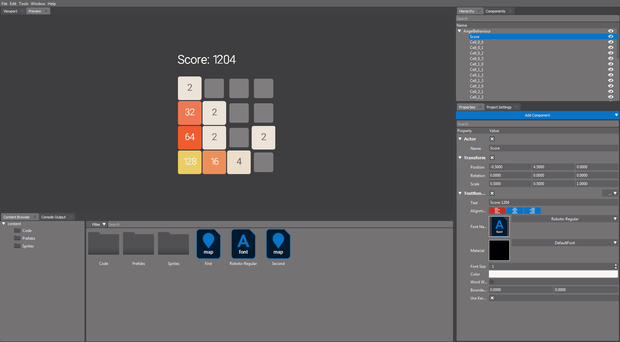 File Edit Tools Window Help
Viewport Preview
Score: 1204
2
32 2
64 2 2
128 16 4
Hierarchy Components
Search
Name
AngelBehaviour
Score
Cell_0_0
Cell_0_1
Cell_0_2
Cell_0_3
Cell_1_0
Cell_1_1
Cell_1_2
Cell_1_3
Cell_2_0
Cell_2_1
Cell_2_2
Properties Project Settings
Add Component
Search
Property Value
Actor
Name Score
Transform
Position -0.5000 4.5000 0.0000
Rotation 0.0000 0.0000 0.0000
Scale 0.5000 0.5000 1.0000
TextRen...
Text Score: 1204
Alignm...
Font Na... font Roboto-Regular
Material DefaultFont
Font Size 1
Color
Word W...
Bounda... 0.0000 0.0000
Use Ker...
Content Browser Console Output
content
Code
Prefabs
Sprites
Filter Search
map font map
Code Prefabs Sprites First Roboto-Regular Second